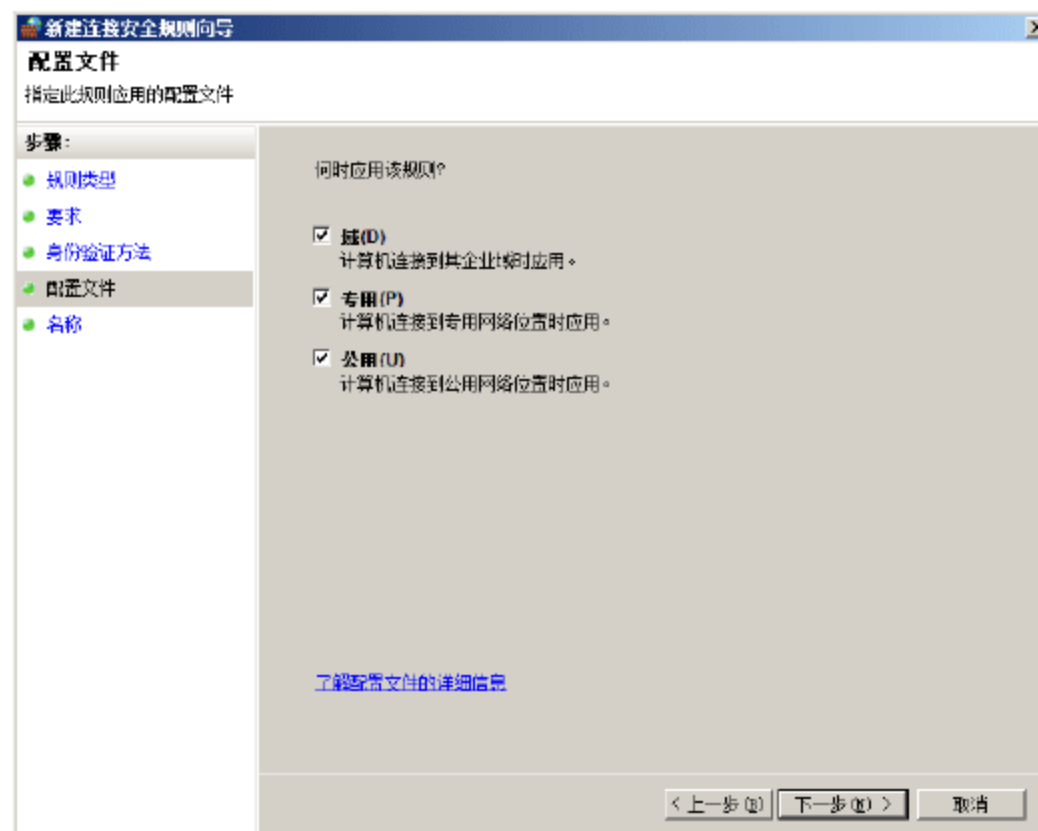 新建连接安全规则向导
配置文件
指定此规则应用的配置文件
步骤:
规则类型
要求
身份验证方法
配置文件
名称
何时应用该规则?
域(D)
计算机连接到其企业域时应用。
专用(P)
计算机连接到专用网络位置时应用。
公用(U)
计算机连接到公用网络位置时应用。
了解配置文件的详细信息
< 上一步(B)
下一步(N) >
取消